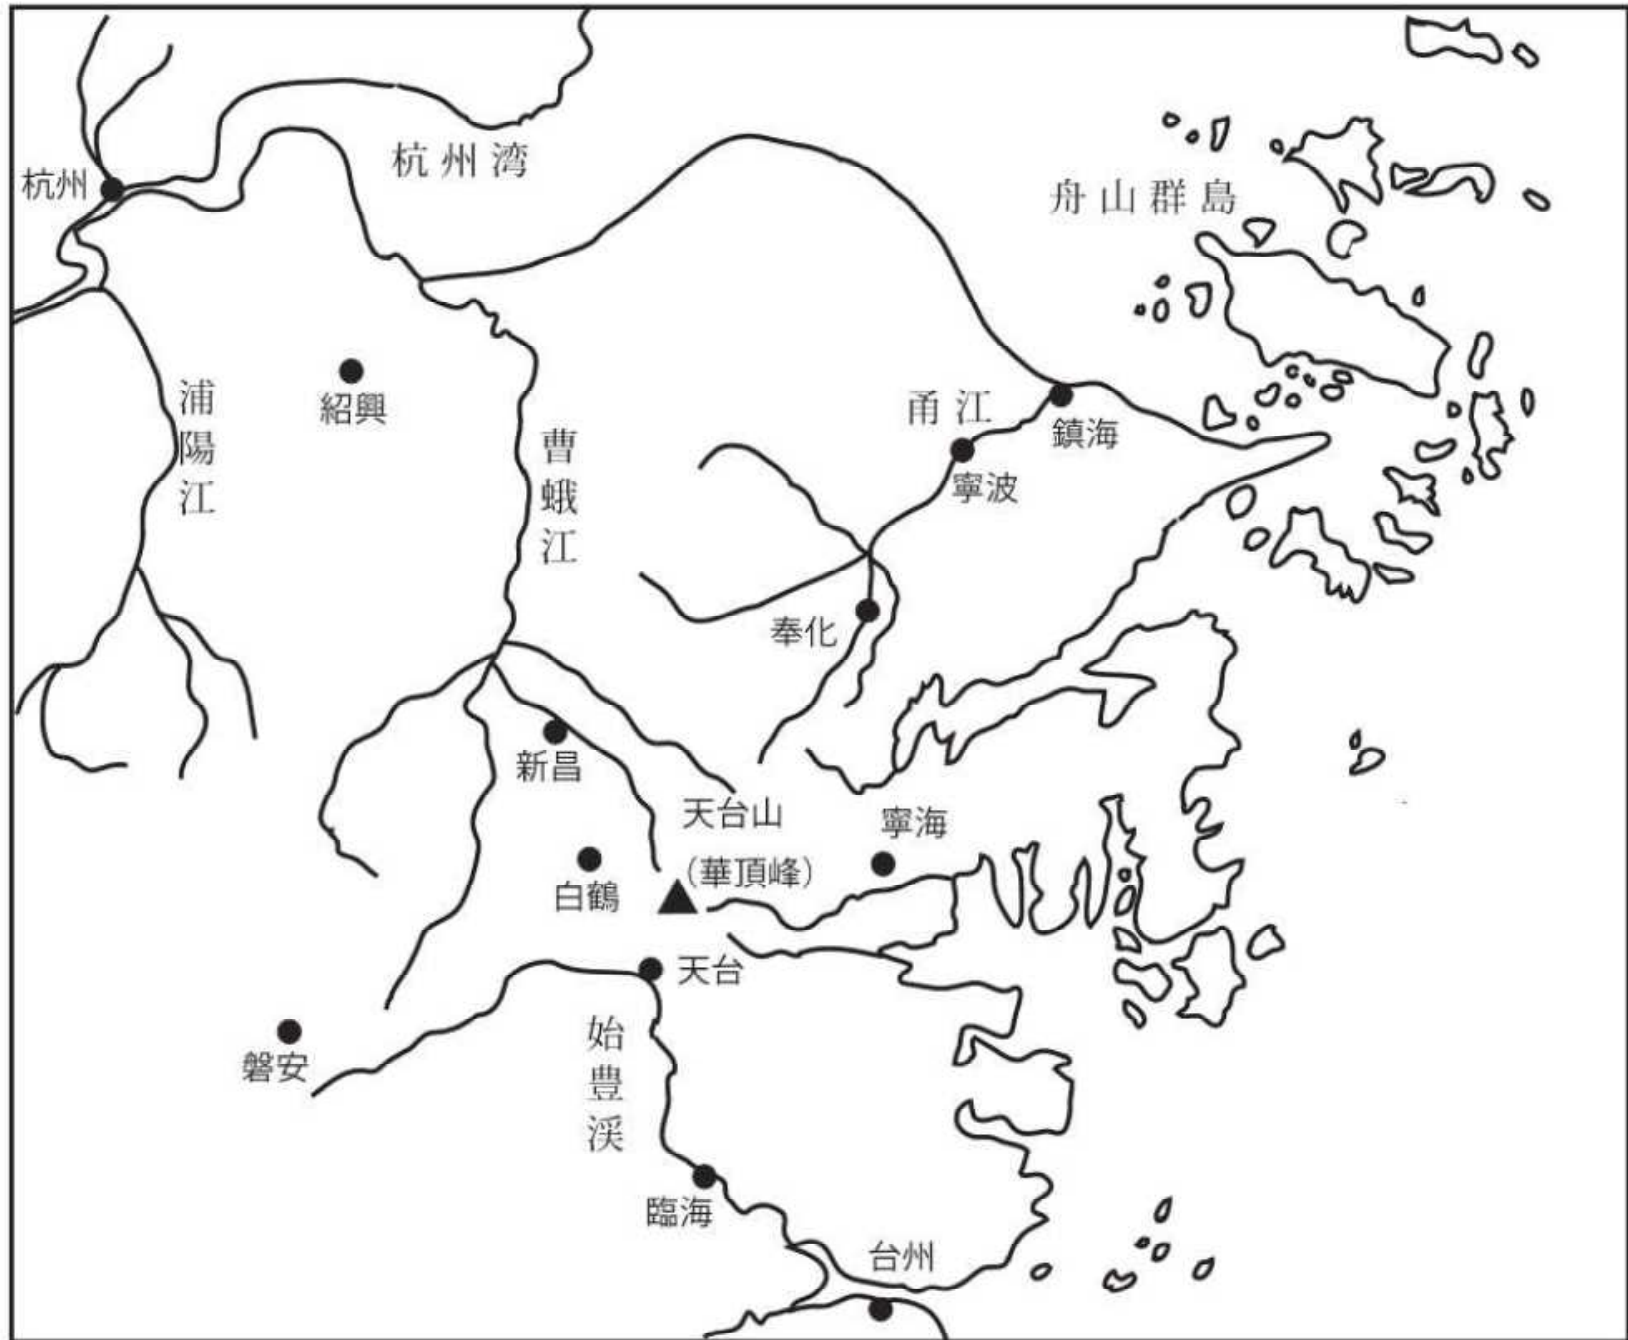 杭州湾
舟山群島
杭州
浦陽江
紹興
曹蛾江
甬江
鎮海
寧波
奉化
新昌
天台山
(華頂峰)
寧海
白鶴
天台
磐安
始豊渓
臨海
台州